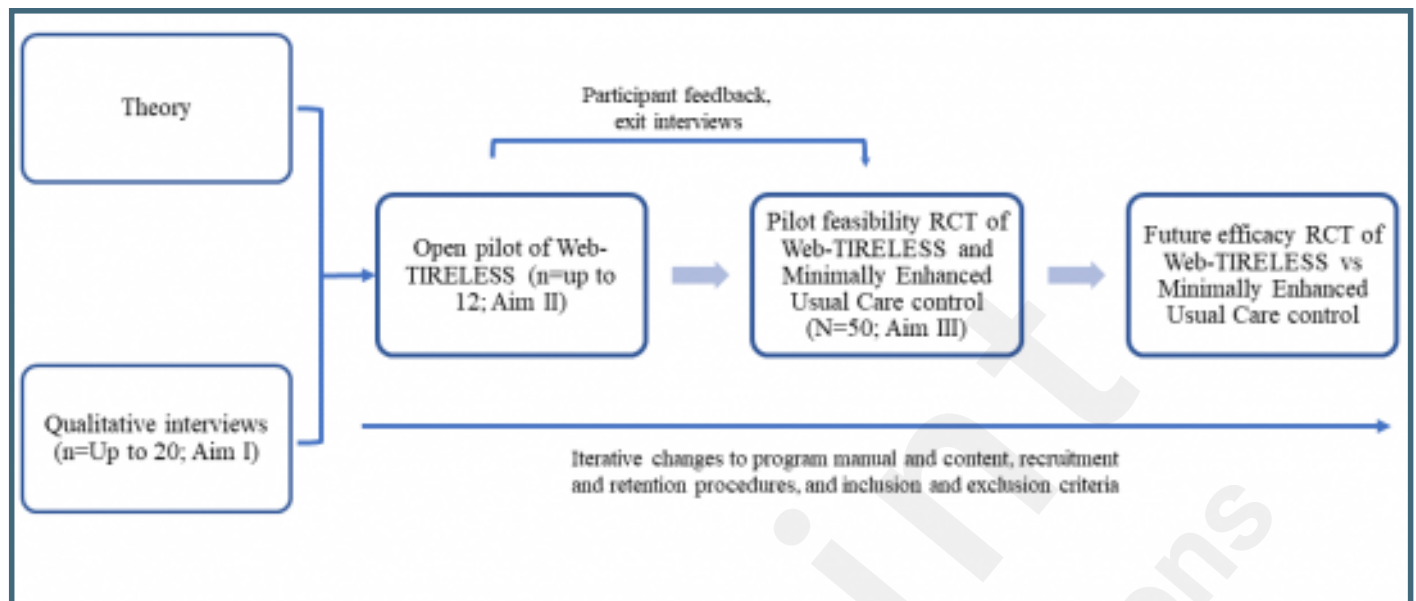 Theory
Participant feedback,
exit interviews
Open pilot of Web-
TIRELESS (n=up to
12; Aim II)
Pilot feasibility RCT of
Web-TIRELESS and
Minimally Enhanced
Usual Care control
(N=50; Aim III)
Future efficacy RCT of
Web-TIRELESS vs
Minimally Enhanced
Usual Care control
Qualitative interviews
(n=Up to 20; Aim I)
Iterative changes to program manual and content, recruitment
and retention procedures, and inclusion and exclusion criteria
int
ons